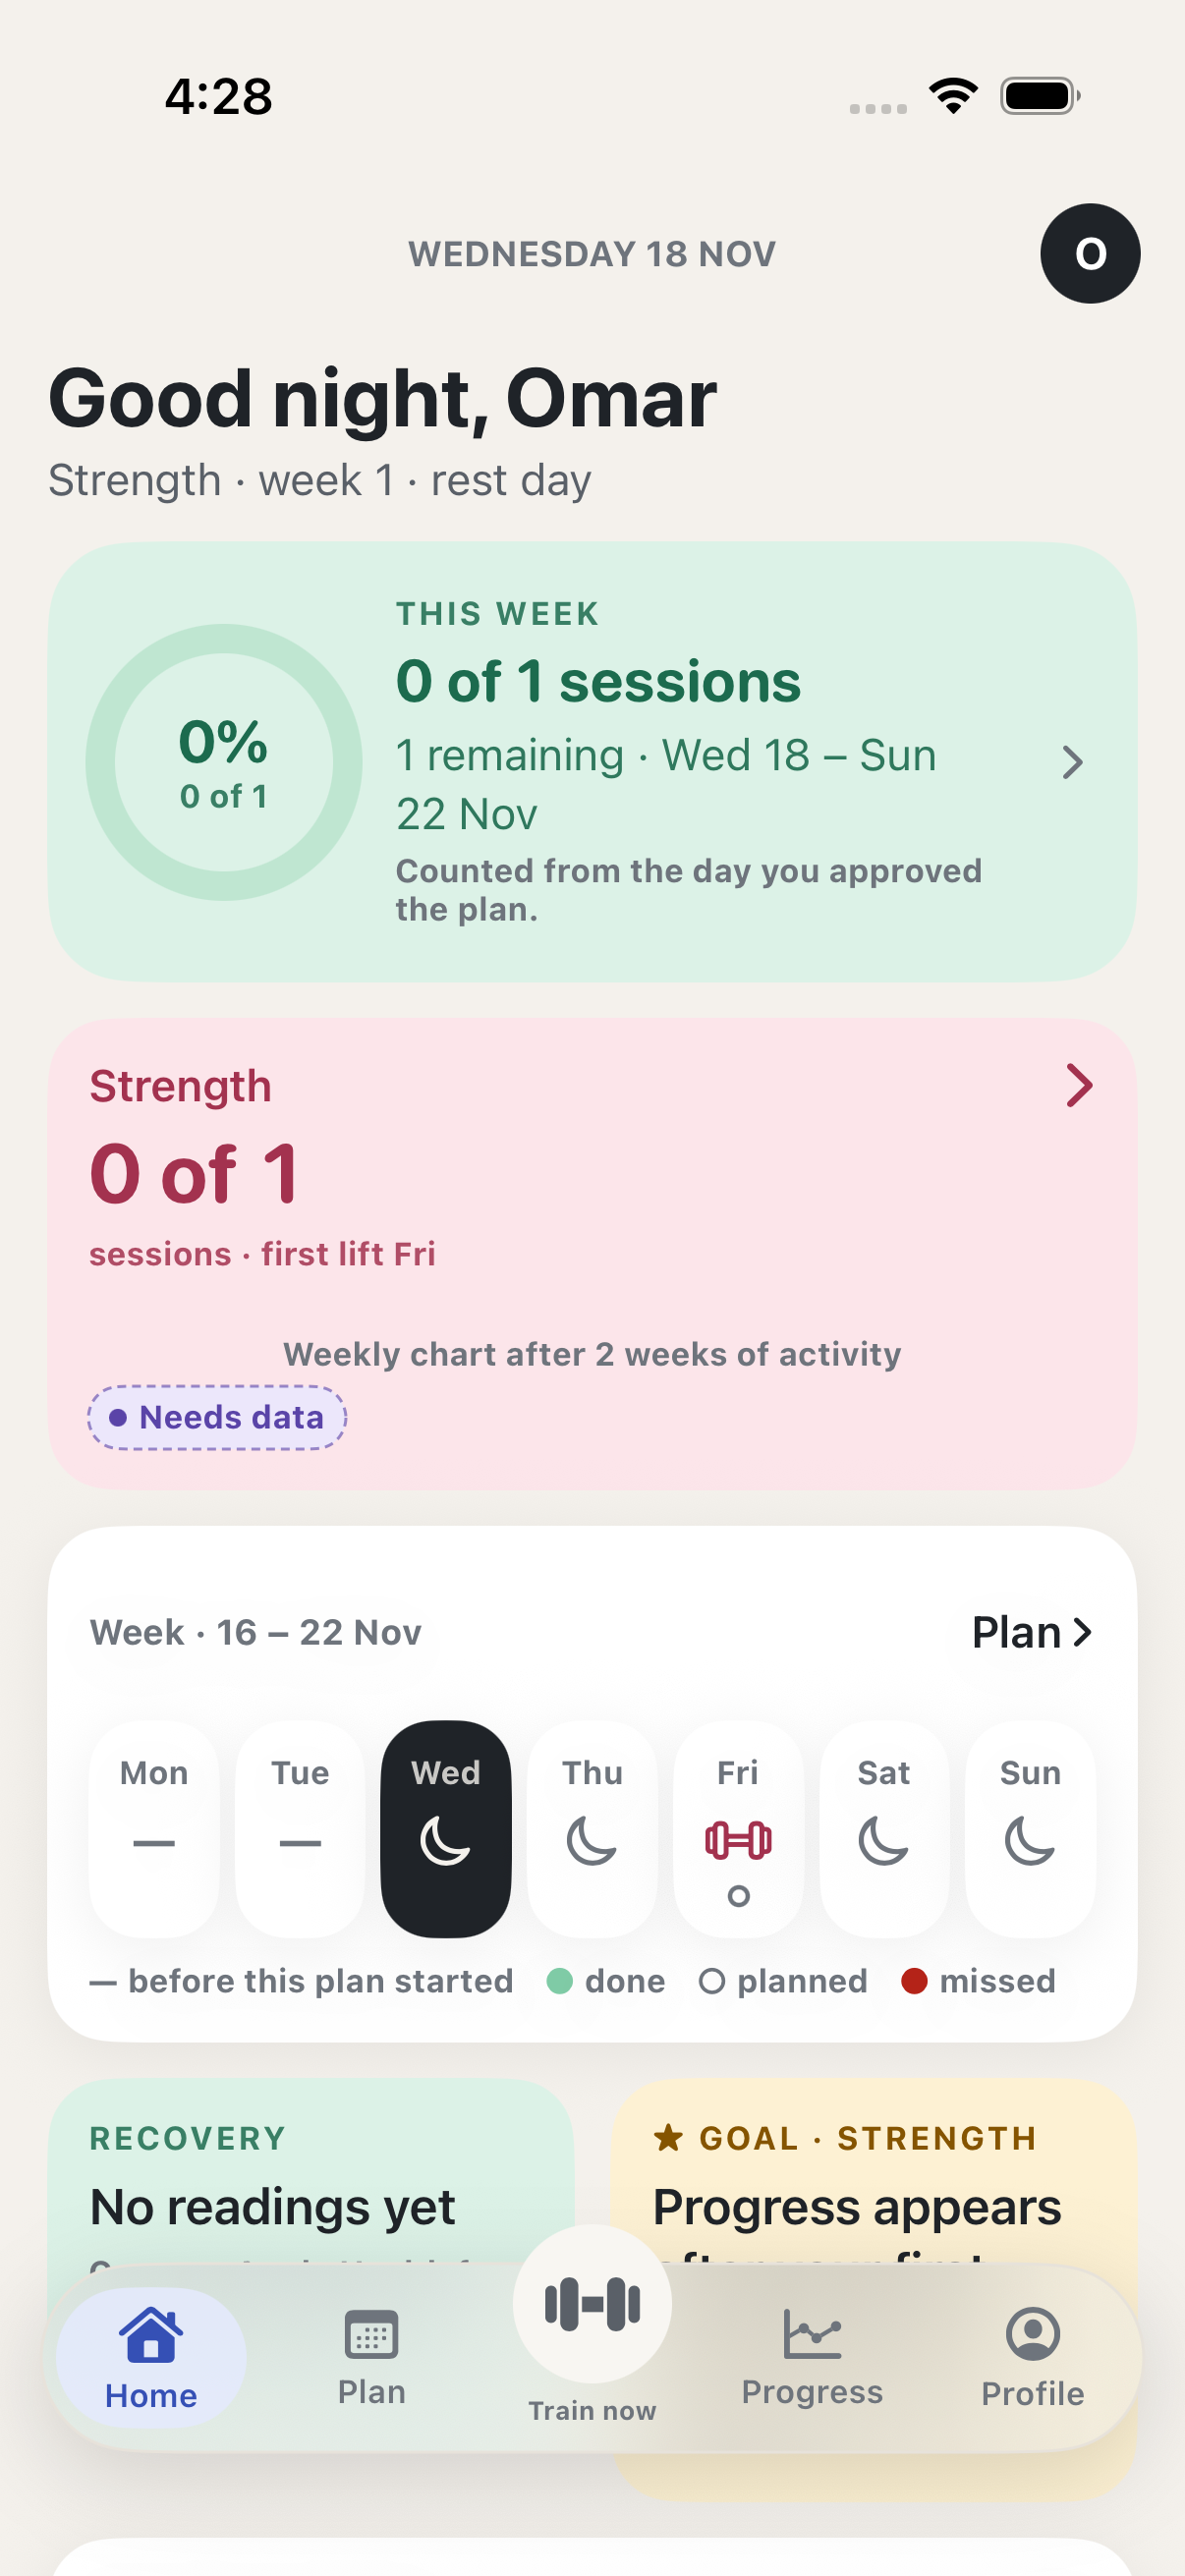 4:28
WEDNESDAY 18 NOV
O
Good night, Omar
Strength · week 1 · rest day
THIS WEEK
0 of 1 sessions
0%
0 of 1
1 remaining · Wed 18 – Sun
22 Nov
Counted from the day you approved
the plan.
Strength
0 of 1
sessions · first lift Fri
Weekly chart after 2 weeks of activity
Needs data
Week · 16 – 22 Nov
Plan
Mon Tue Wed Thu Fri Sat Sun
— before this plan started done planned missed
RECOVERY
No readings yet
★ GOAL · STRENGTH
Progress appears
Home
Plan
Train now
Progress
Profile